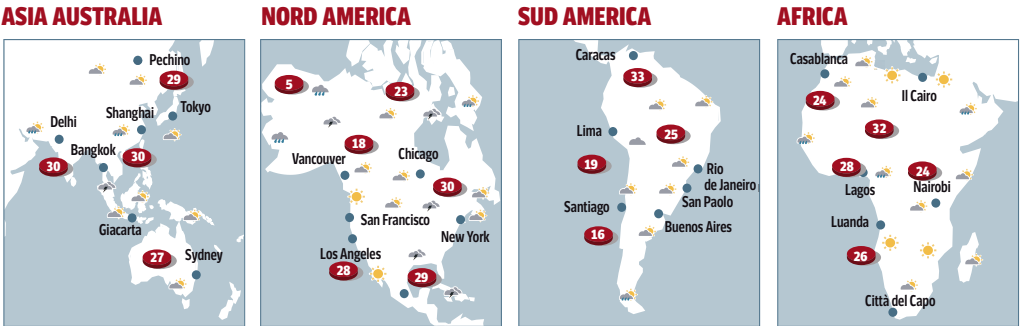 ASIA AUSTRALIA
Pechino
29
Shanghai
Tokyo
Delhi
Bangkok
30
30
Giacarta
27
Sydney
NORD AMERICA
5
23
18
Vancouver
Chicago
30
San Francisco
New York
Los Angeles
28
29
SUD AMERICA
Caracas
33
Lima
25
19
Rio
de Janeiro
San Paolo
Santiago
Buenos Aires
16
AFRICA
Casablanca
Il Cairo
24
32
28
24
Lagos
Nairobi
Luanda
26
Città del Capo